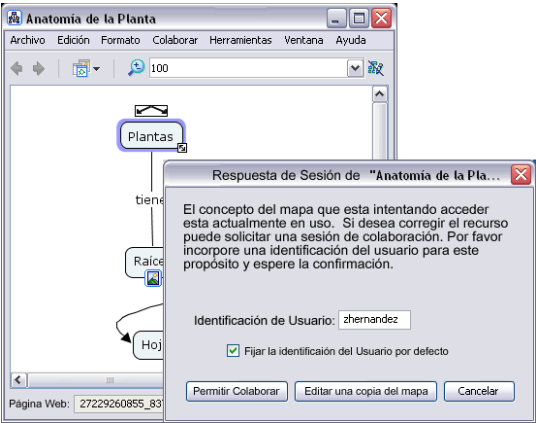 Anatomía de la Planta
Archivo Edición Formato Colaborar Herramientas Ventana Ayuda
100
Plantas
tiene
Respuesta de Sesión de "Anatomía de la Pla...
El concepto del mapa que esta intentando acceder
esta actualmente en uso. Si desea corregir el recurso
puede solicitar una sesión de colaboración. Por favor
incorpore una identificación del usuario para este
propósito y espere la confirmación.
Identificación de Usuario: zhernandez
Fijar la identificaión del Usuario por defecto
Permitir Colaborar Editar una copia del mapa Cancelar
Raíce
Hoj
Página Web: 27229260855_837